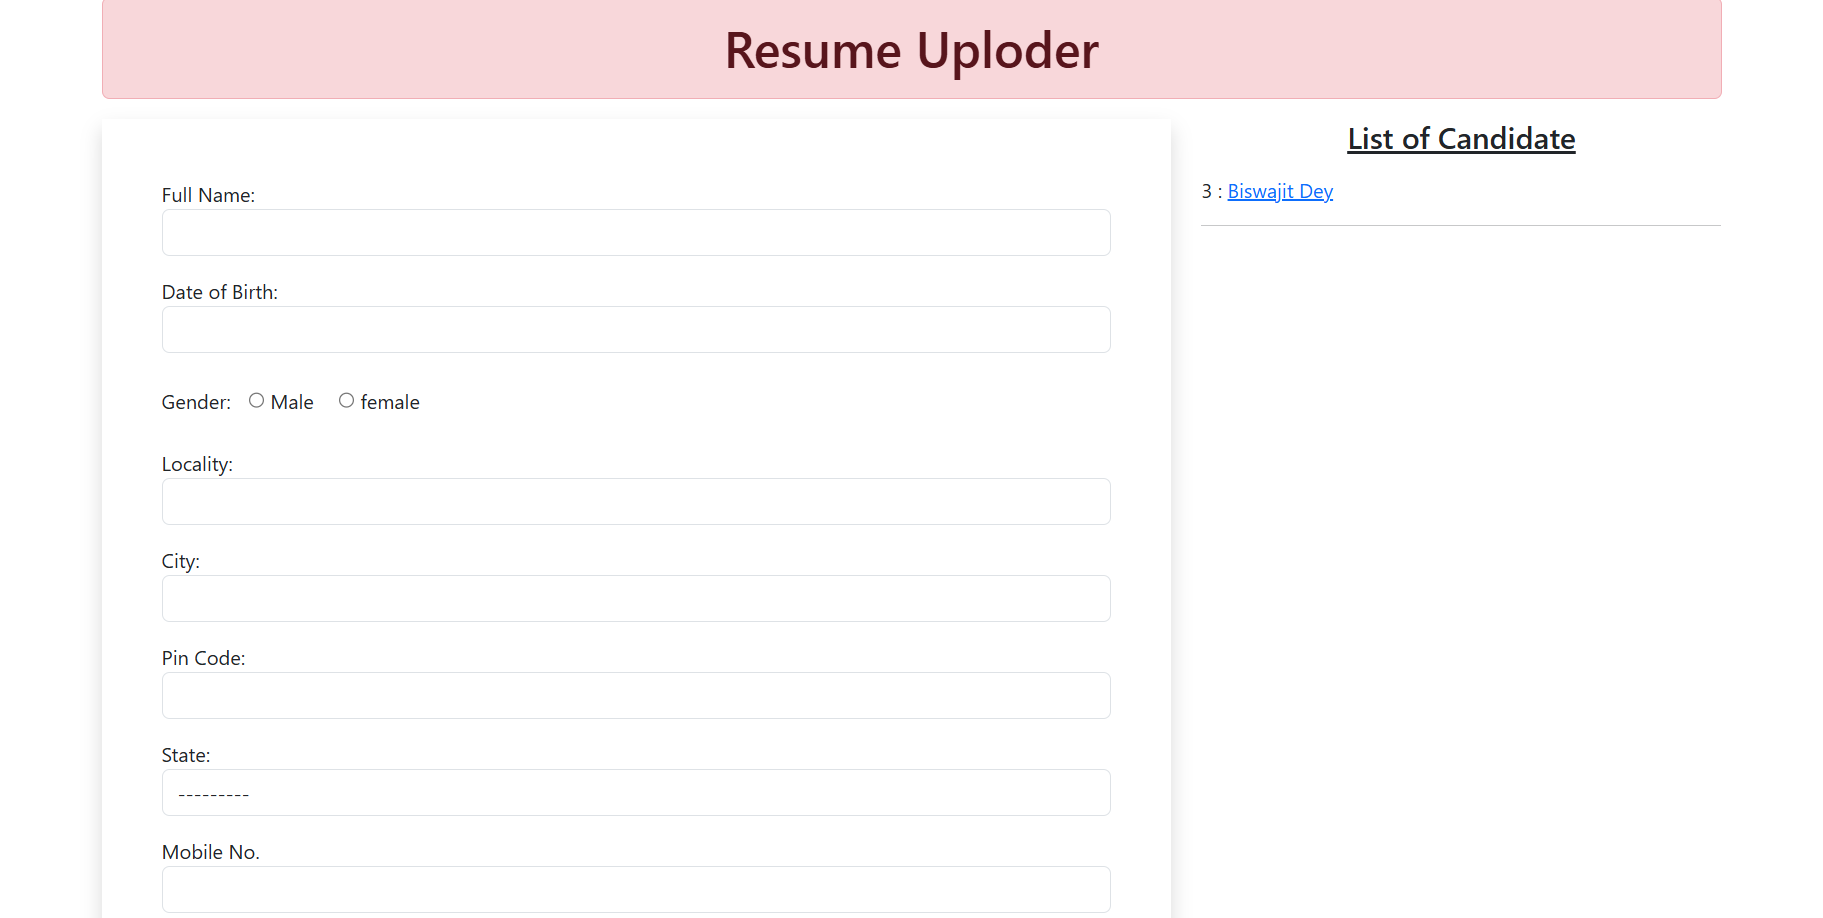 Resume Uploder
Full Name:
Date of Birth:
Gender: Male female
Locality:
City:
Pin Code:
State:
---------
Mobile No.
List of Candidate
3 : Biswajit Dey